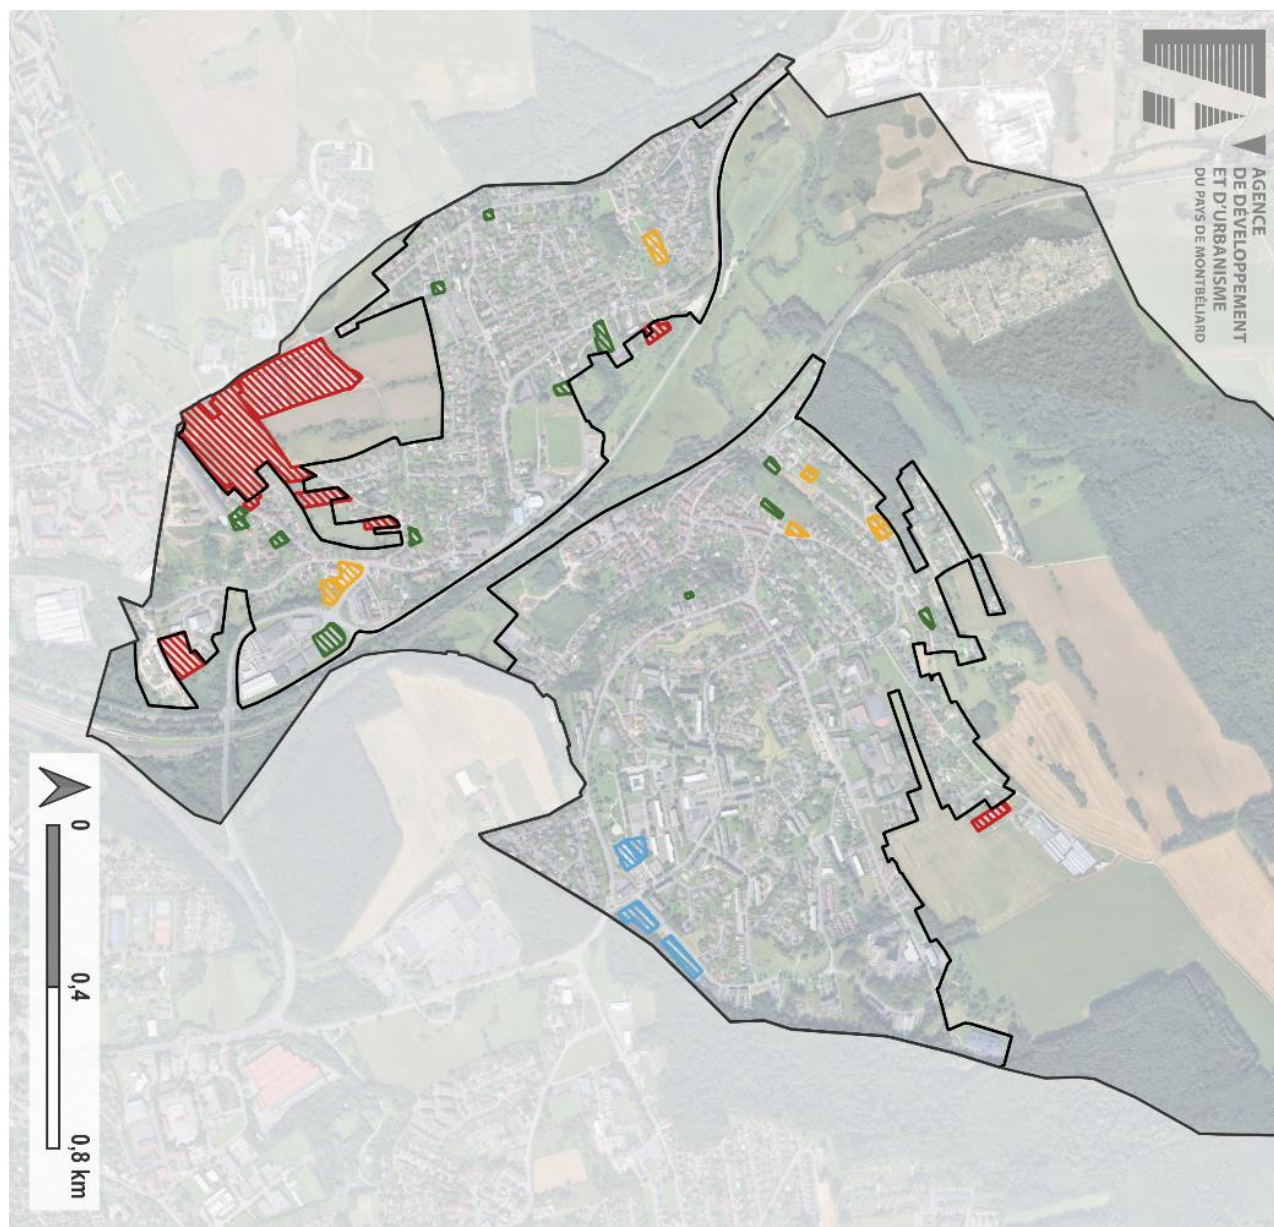 AGENCE
DE DÉVELOPPEMENT
ET D'URBANISME
DU PAYS DE MONTBÉLIARD
0
0,4
0,8 km